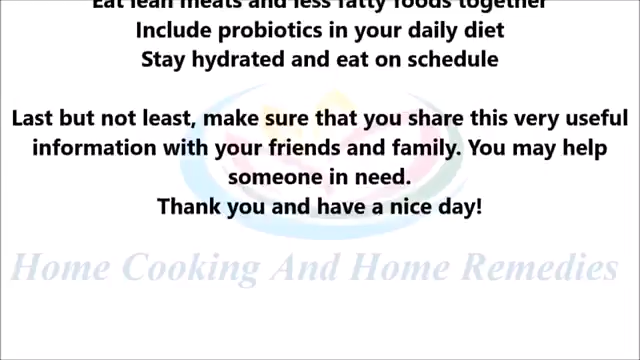 Eat lean meats and less fatty foods together
Include probiotics in your daily diet
Stay hydrated and eat on schedule
Last but not least, make sure that you share this very useful
information with your friends and family. You may help
someone in need.
Thank you and have a nice day!
Home Cooking And Home Remedies